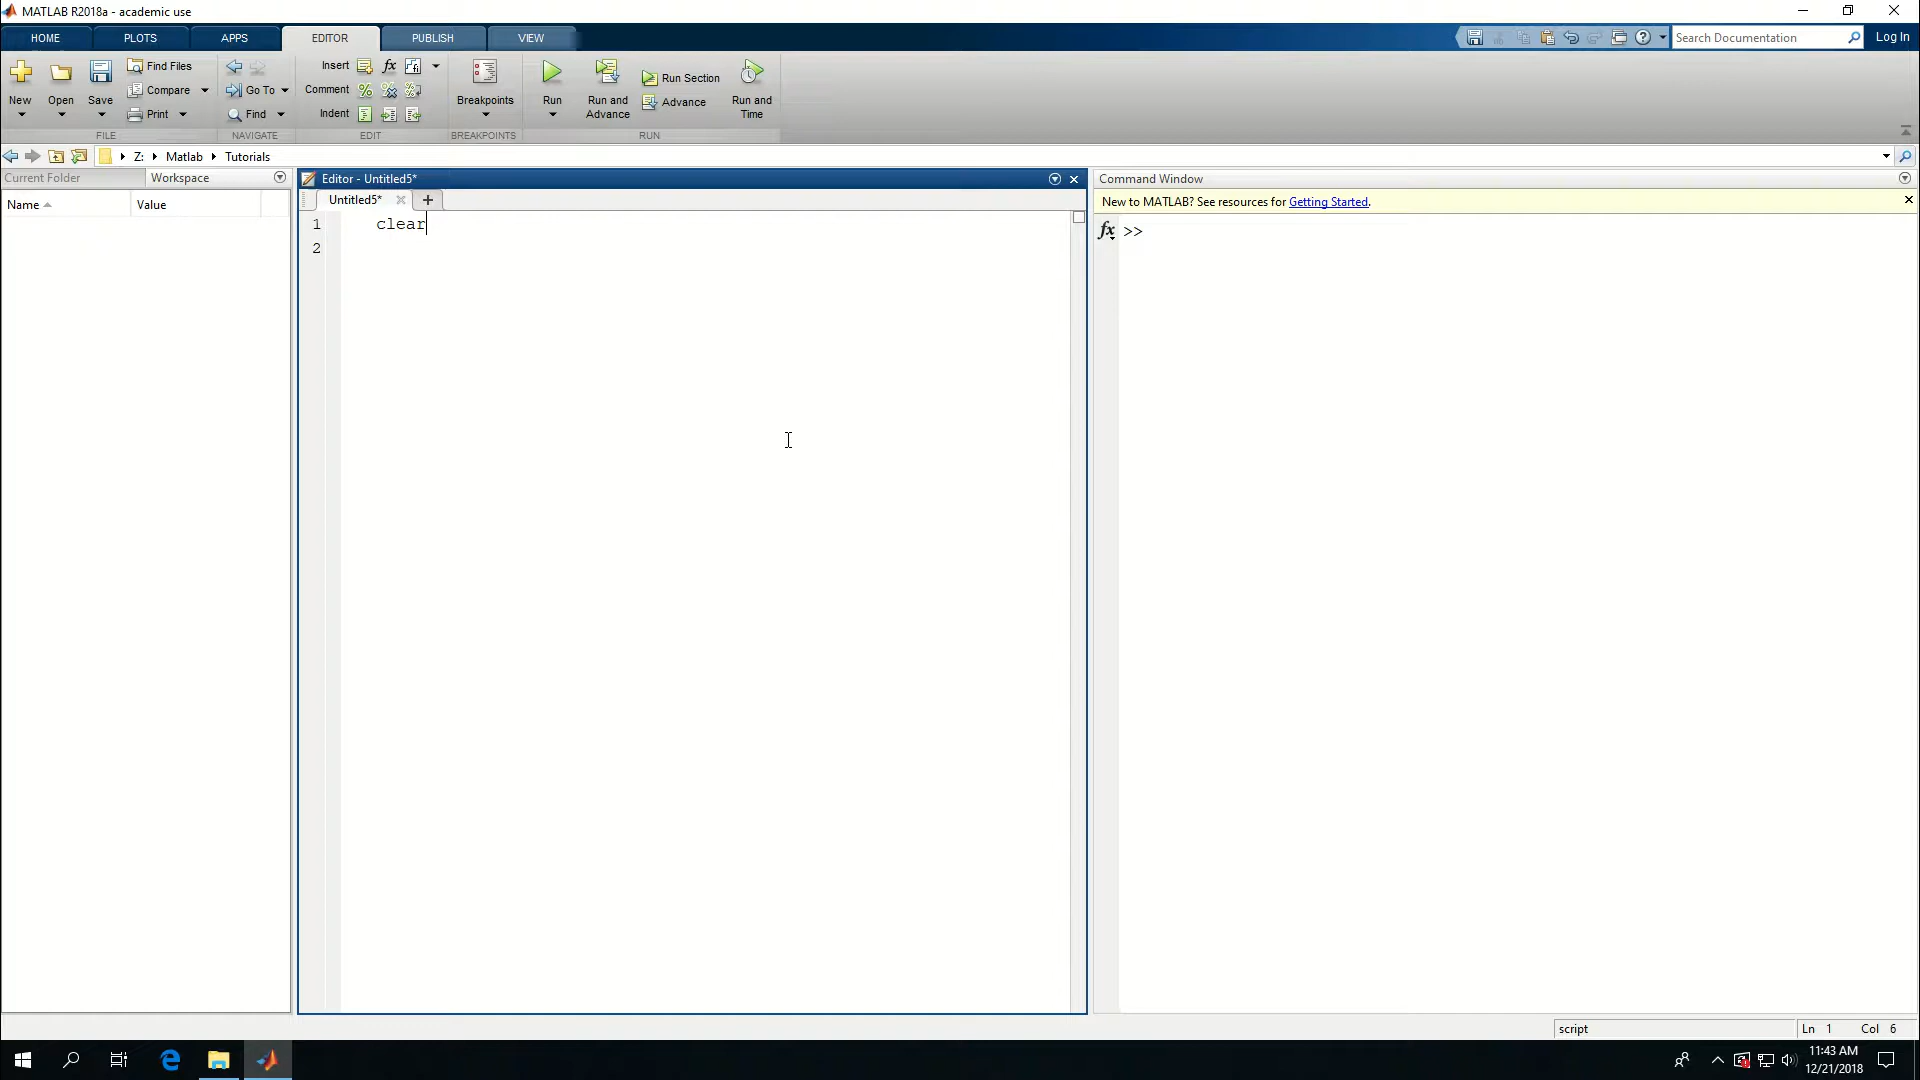 MATLAB R2018a - academic use
HOME PLOTS APPS EDITOR PUBLISH VIEW
Search Documentation Log In
New Open Save
Find Files
Compare
Print
Go To
Find
Insert fx
Comment
Indent
Breakpoints
Run
Run and Advance
Run Section
Advance
Run and Time
FILE NAVIGATE EDIT BREAKPOINTS RUN
Z: Matlab Tutorials
Current Folder Workspace
Name Value
Editor - Untitled5*
Untitled5*
1 clear
2
Command Window
New to MATLAB? See resources for Getting Started.
fx >>
script Ln 1 Col 6
11:43 AM
12/21/2018